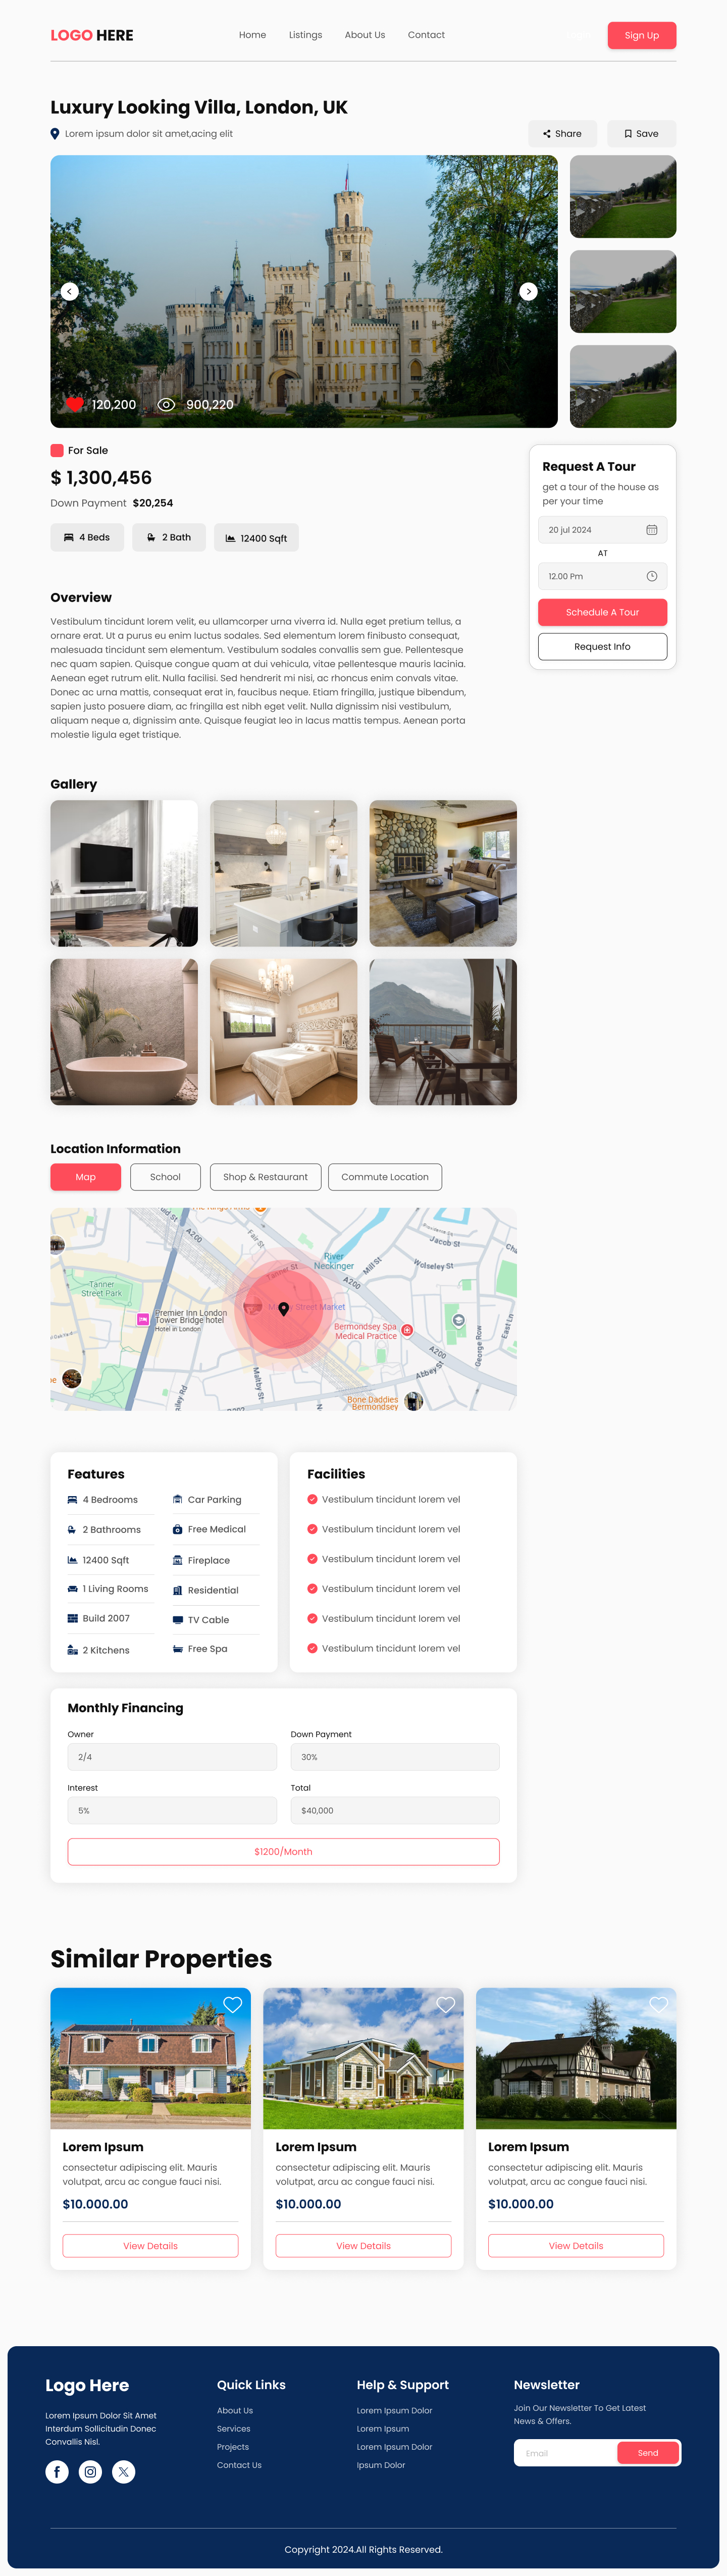 LOGO HERE
Home
Listings
About Us
Contact
Sign Up
Luxury Looking Villa, London, UK
Lorem ipsum dolor sit amet,acing elit
Share
Save
120,200
900,220
For Sale
$ 1,300,456
Down Payment $20,254
4 Beds
2 Bath
12400 Sqft
Request A Tour
get a tour of the house as
per your time
20 jul 2024
AT
12.00 Pm
Schedule A Tour
Request Info
Overview
Vestibulum tincidunt lorem velit, eu ullamcorper urna viverra id. Nulla eget pretium tellus, a
ornare erat. Ut a purus eu enim luctus sodales. Sed elementum lorem finibusto consequat,
malesuada tincidunt sem elementum. Vestibulum sodales convallis sem gue. Pellentesque
nec quam sapien. Quisque congue quam at dui vehicula, vitae pellentesque mauris lacinia.
Aenean eget rutrum elit. Nulla facilisi. Sed hendrerit mi nisi, ac rhoncus enim convals vitae.
Donec ac urna mattis, consequat erat in, faucibus neque. Etiam fringilla, justique bibendum,
sapien justo posuere diam, ac fringilla est nibh eget velit. Nulla dignissim nisi vestibulum,
aliquam neque a, dignissim ante. Quisque feugiat leo in lacus mattis tempus. Aenean porta
molestie ligula eget tristique.
Gallery
Location Information
Map
School
Shop & Restaurant
Commute Location
A200
Fair St
River
Neckinger
Mill St
Jacob St
Wolseley St
Tanner
Street Park
Tanner St
A200
Premier Inn London
Tower Bridge hotel
Hotel in London
Street Market
Bermondsey Spa
Medical Practice
George Row
East Ln
A200
Abbey St
Maltby St
Bone Daddies
Bermondsey
Features
4 Bedrooms
Car Parking
2 Bathrooms
Free Medical
12400 Sqft
Fireplace
1 Living Rooms
Residential
Build 2007
TV Cable
2 Kitchens
Free Spa
Facilities
Vestibulum tincidunt lorem vel
Vestibulum tincidunt lorem vel
Vestibulum tincidunt lorem vel
Vestibulum tincidunt lorem vel
Vestibulum tincidunt lorem vel
Vestibulum tincidunt lorem vel
Monthly Financing
Owner
2/4
Down Payment
30%
Interest
5%
Total
$40,000
$1200/Month
Similar Properties
Lorem Ipsum
consectetur adipiscing elit. Mauris
volutpat, arcu ac congue fauci nisi.
$10.000.00
View Details
Lorem Ipsum
consectetur adipiscing elit. Mauris
volutpat, arcu ac congue fauci nisi.
$10.000.00
View Details
Lorem Ipsum
consectetur adipiscing elit. Mauris
volutpat, arcu ac congue fauci nisi.
$10.000.00
View Details
Logo Here
Lorem Ipsum Dolor Sit Amet
Interdum Sollicitudin Donec
Convallis Nisl.
Quick Links
About Us
Services
Projects
Contact Us
Help & Support
Lorem Ipsum Dolor
Lorem Ipsum
Lorem Ipsum Dolor
Ipsum Dolor
Newsletter
Join Our Newsletter To Get Latest
News & Offers.
Email
Send
Copyright 2024.All Rights Reserved.